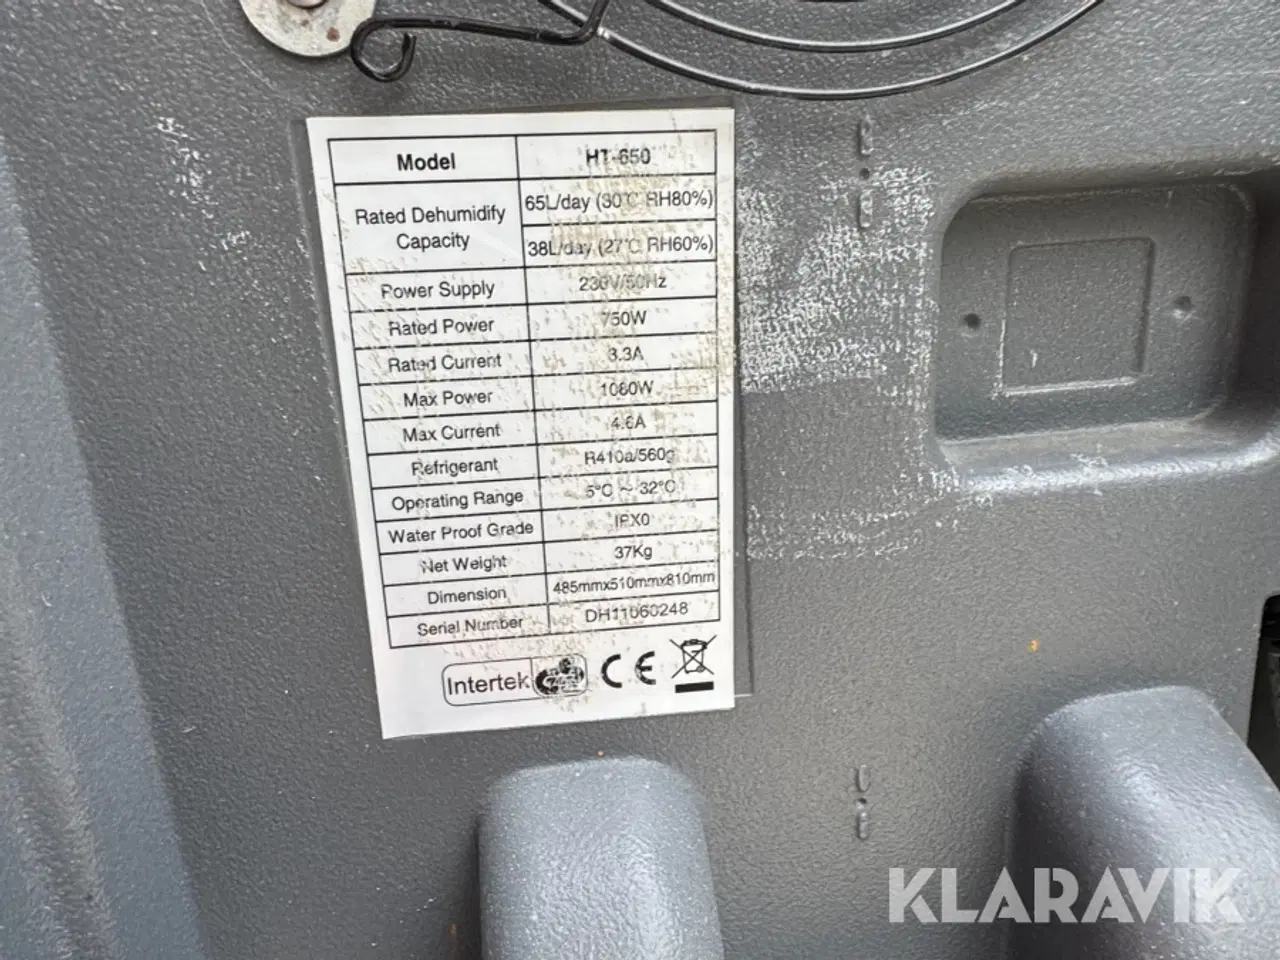 Model HT-650
Rated Dehumidify Capacity 65L/day (30℃ RH80%)
38L/day (27℃ RH60%)
Power Supply 230V/50Hz
Rated Power 750W
Rated Current 3.3A
Max Power 1080W
Max Current 4.6A
Refrigerant R410a/560g
Operating Range 5°C ~ 32°C
Water Proof Grade IPX0
Net Weight 37Kg
Dimension 485mmx510mmx810mm
Serial Number DH11060248
Intertek GS CE
KLARAVIK